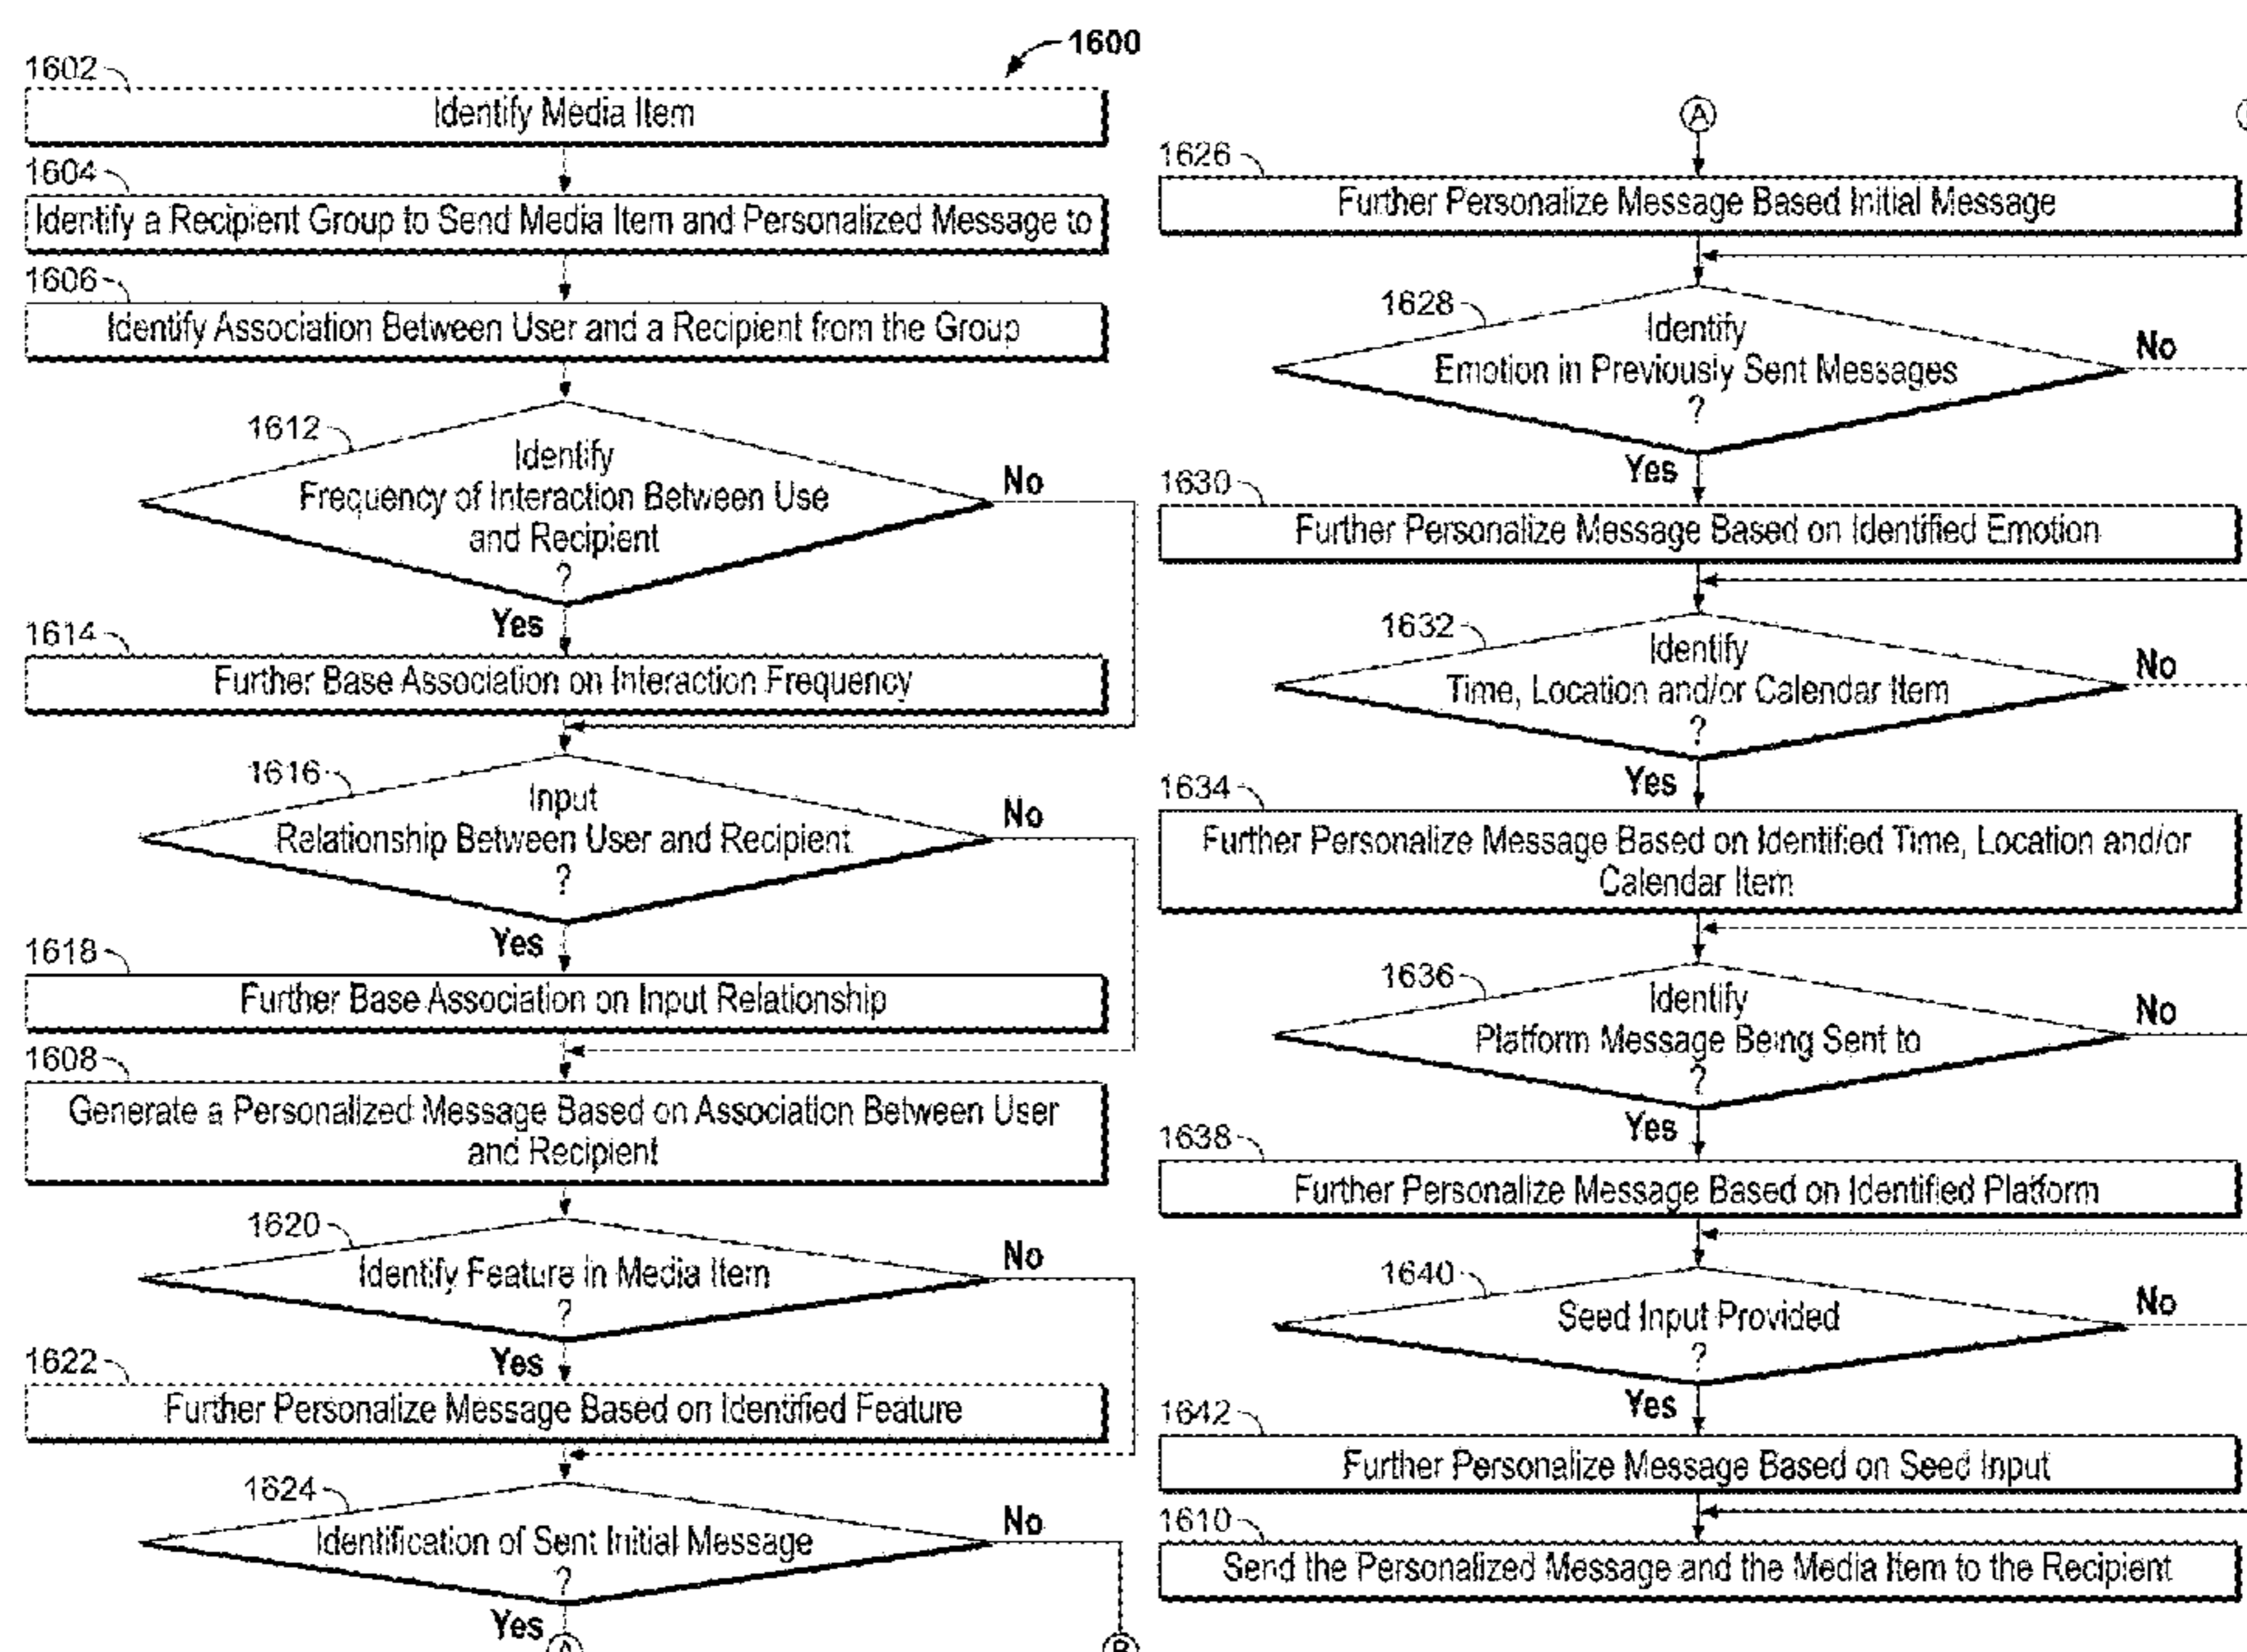 1600
1602
Identify Media Item
1604
Identify a Recipient Group to Send Media Item and Personalized Message to
1606
Identify Association Between User and a Recipient from the Group
1612
Identify
Frequency of Interaction Between Use
and Recipient
?
No
Yes
1614
Further Base Association on Interaction Frequency
1616
Input
Relationship Between User and Recipient
?
No
Yes
1618
Further Base Association on Input Relationship
1608
Generate a Personalized Message Based on Association Between User
and Recipient
1620
Identify Feature in Media Item
?
No
Yes
1622
Further Personalize Message Based on Identified Feature
1624
Identification of Sent Initial Message
?
No
Yes
A
B
A
1626
Further Personalize Message Based Initial Message
1628
Identify
Emotion in Previously Sent Messages
?
No
Yes
1630
Further Personalize Message Based on Identified Emotion
1632
Identify
Time, Location and/or Calendar Item
?
No
Yes
1634
Further Personalize Message Based on Identified Time, Location and/or
Calendar Item
1636
Identify
Platform Message Being Sent to
?
No
Yes
1638
Further Personalize Message Based on Identified Platform
1640
Seed Input Provided
?
No
Yes
1642
Further Personalize Message Based on Seed Input
1610
Send the Personalized Message and the Media Item to the Recipient